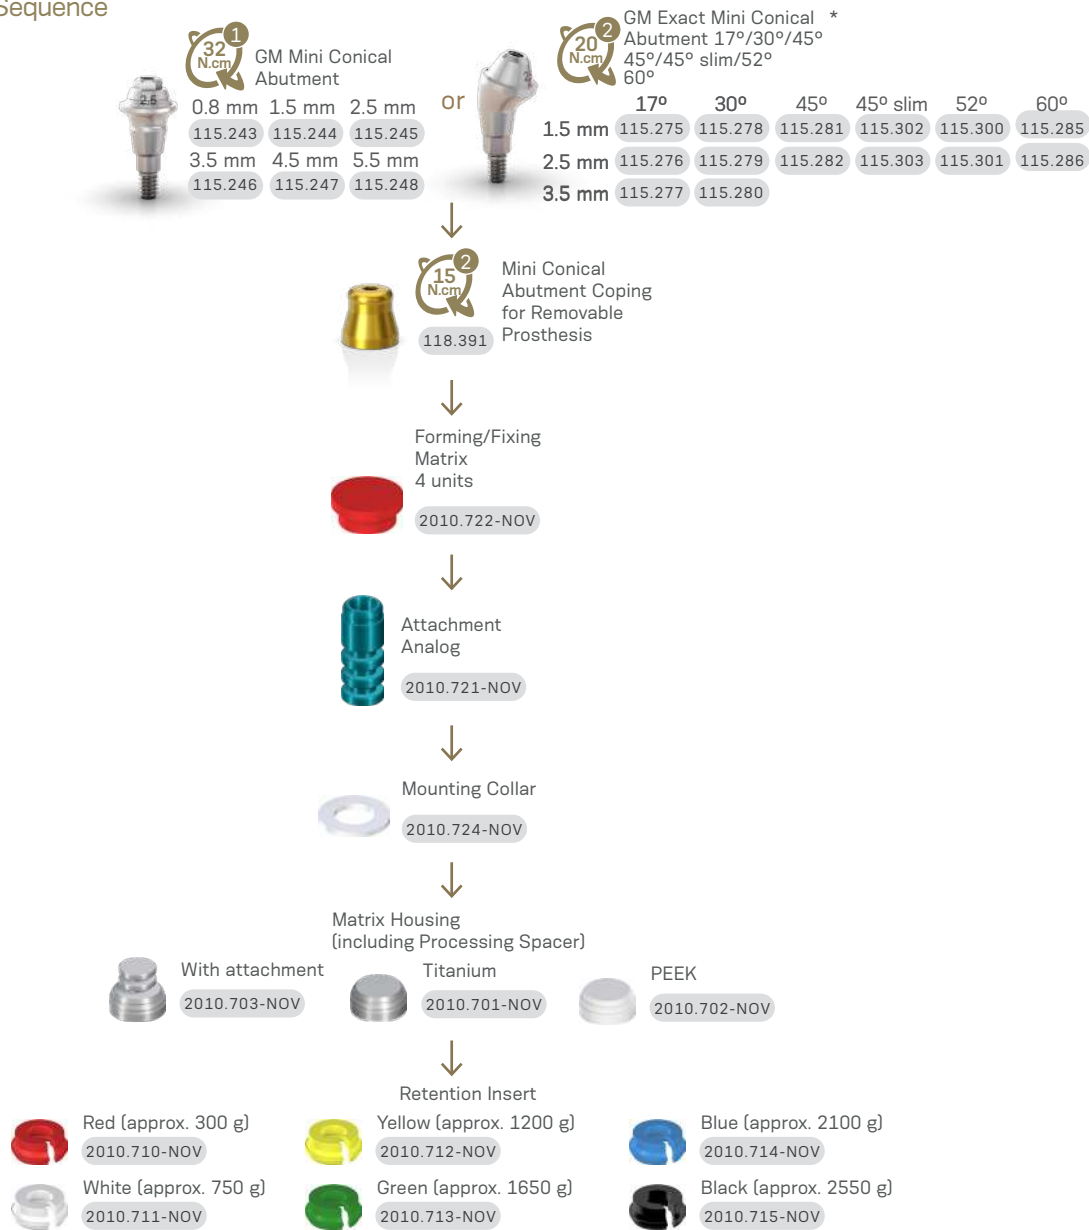 Sequence
32
N.cm
1
GM Mini Conical
Abutment
2.5
0.8 mm 1.5 mm 2.5 mm
115.243 115.244 115.245
3.5 mm 4.5 mm 5.5 mm
115.246 115.247 115.248
or
20
N.cm
2
GM Exact Mini Conical *
Abutment 17º/30º/45º
45º/45º slim/52º
60º
17º 30º 45º 45º slim 52º 60º
1.5 mm 115.275 115.278 115.281 115.302 115.300 115.285
2.5 mm 115.276 115.279 115.282 115.303 115.301 115.286
3.5 mm 115.277 115.280
15
N.cm
2
Mini Conical
Abutment Coping
for Removable
Prosthesis
118.391
Forming/Fixing
Matrix
4 units
2010.722-NOV
Attachment
Analog
2010.721-NOV
Mounting Collar
2010.724-NOV
Matrix Housing
(including Processing Spacer)
With attachment
2010.703-NOV
Titanium
2010.701-NOV
PEEK
2010.702-NOV
Retention Insert
Red (approx. 300 g)
2010.710-NOV
Yellow (approx. 1200 g)
2010.712-NOV
Blue (approx. 2100 g)
2010.714-NOV
White (approx. 750 g)
2010.711-NOV
Green (approx. 1650 g)
2010.713-NOV
Black (approx. 2550 g)
2010.715-NOV